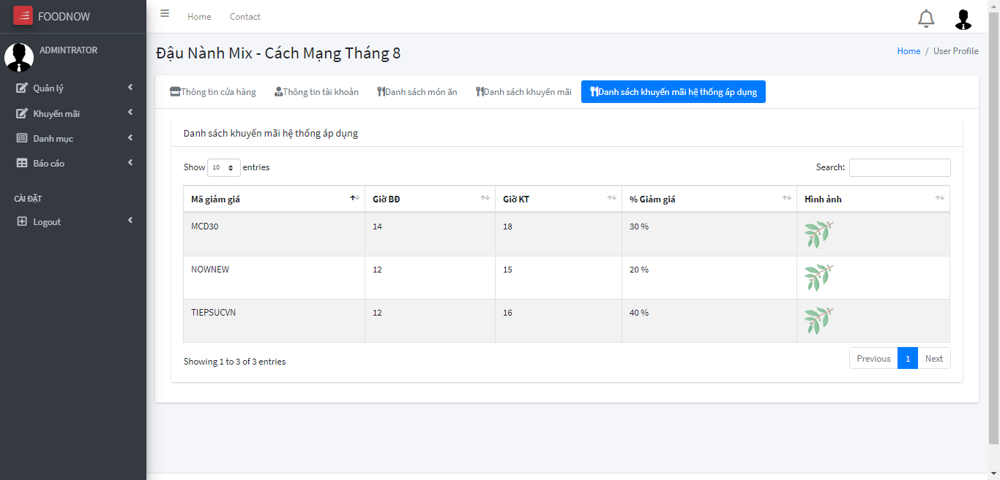 FOODNOW
Home Contact
ADMINTRATOR
Quản lý
Khuyến mãi
Danh mục
Báo cáo
CÀI ĐẶT
Logout
Đậu Nành Mix - Cách Mạng Tháng 8
Home / User Profile
Thông tin cửa hàng Thông tin tài khoản Danh sách món ăn Danh sách khuyến mãi Danh sách khuyến mãi hệ thống áp dụng
Danh sách khuyến mãi hệ thống áp dụng
Show 10 entries Search:
Mã giảm giá Giờ BĐ Giờ KT % Giảm giá Hình ảnh
MCD30 14 18 30 %
NOWNEW 12 15 20 %
TIEPSUCVN 12 16 40 %
Showing 1 to 3 of 3 entries Previous 1 Next